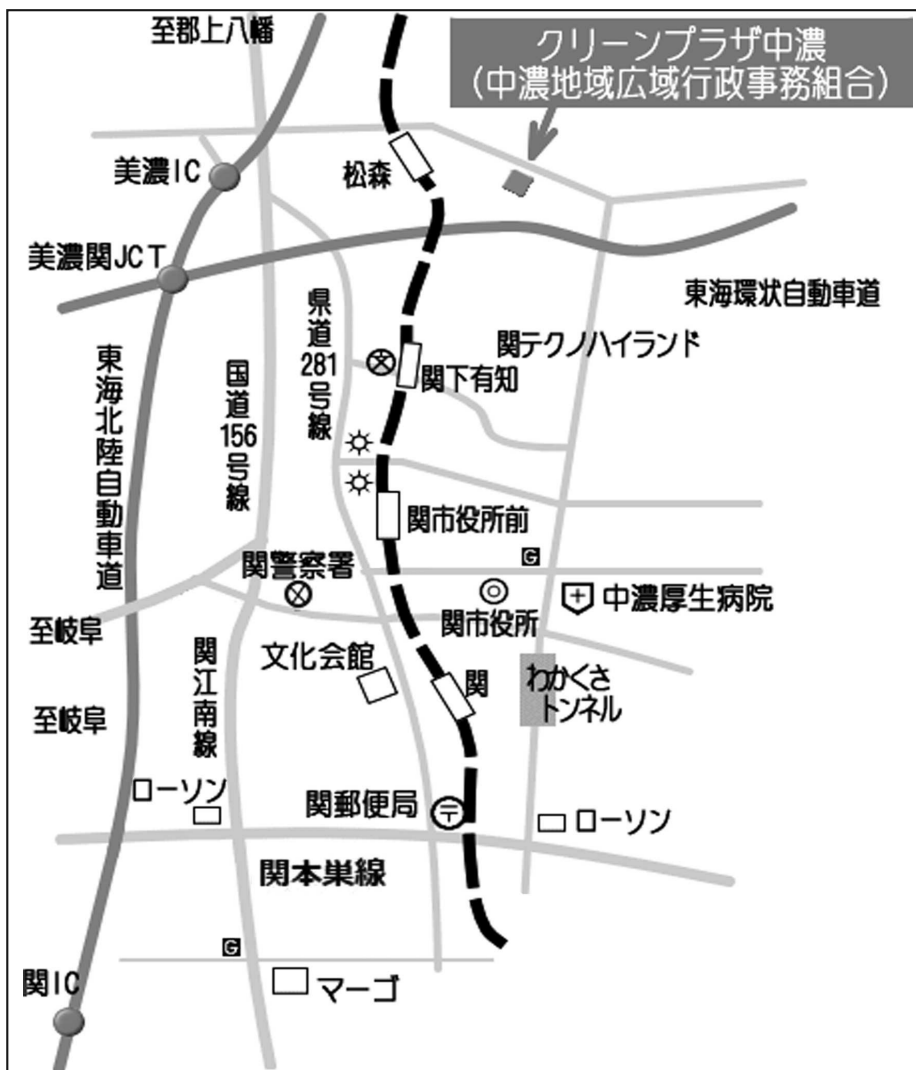 至郡上八幡
クリーンプラザ中濃
(中濃地域広域行政事務組合)
美濃IC
松森
美濃関JCT
東海環状自動車道
県道281号線
関テクノハイランド
東海北陸自動車道
国道156号線
関下有知
関市役所前
G
関警察署
中濃厚生病院
関市役所
至岐阜
文化会館
関
わかくさ
トンネル
関江南線
至岐阜
ローソン
関郵便局
ローソン
関本巣線
G
関IC
マーゴ